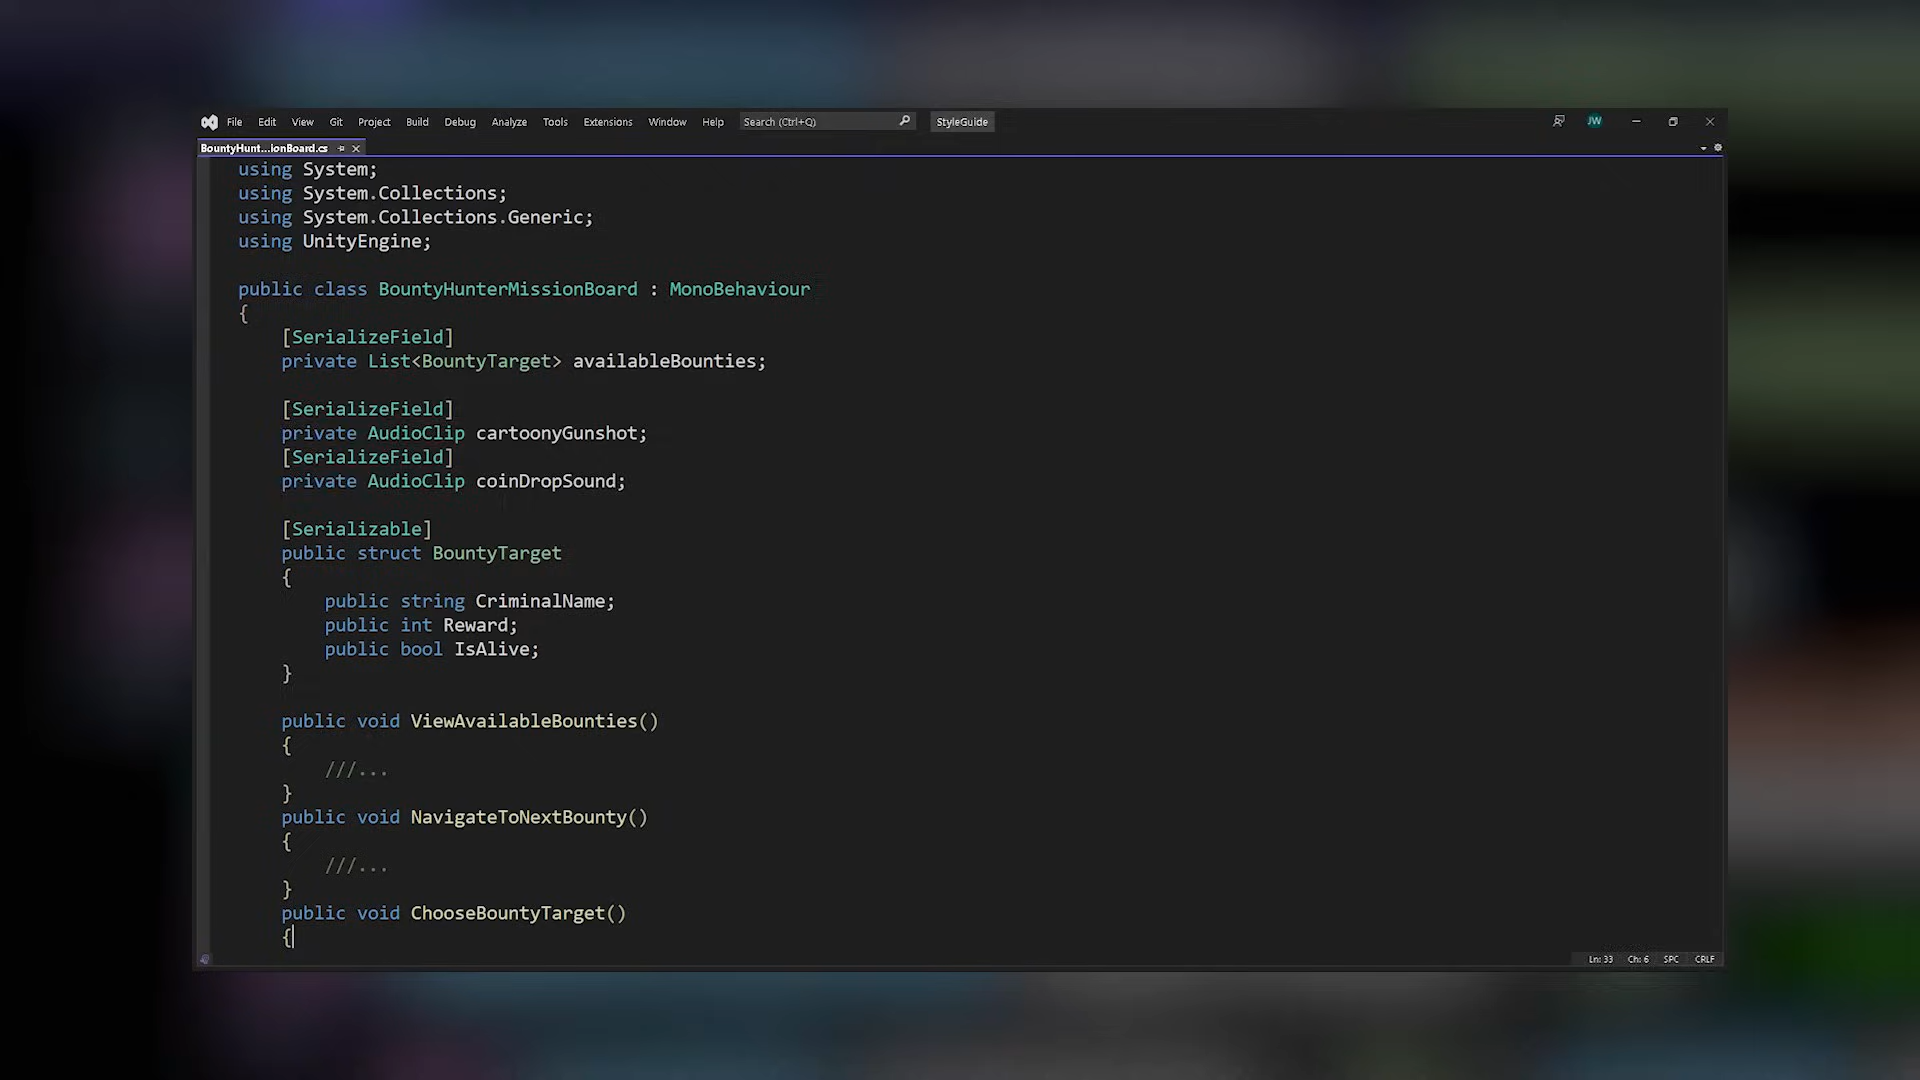 File Edit View Git Project Build Debug Analyze Tools Extensions Window Help Search (Ctrl+Q) StyleGuide JW
BountyHunt...ionBoard.cs
using System;
using System.Collections;
using System.Collections.Generic;
using UnityEngine;
public class BountyHunterMissionBoard : MonoBehaviour
{
[SerializeField]
private List<BountyTarget> availableBounties;
[SerializeField]
private AudioClip cartoonyGunshot;
[SerializeField]
private AudioClip coinDropSound;
[Serializable]
public struct BountyTarget
{
public string CriminalName;
public int Reward;
public bool IsAlive;
}
public void ViewAvailableBounties()
{
///...
}
public void NavigateToNextBounty()
{
///...
}
public void ChooseBountyTarget()
{
Ln: 33 Ch: 6 SPC CRLF